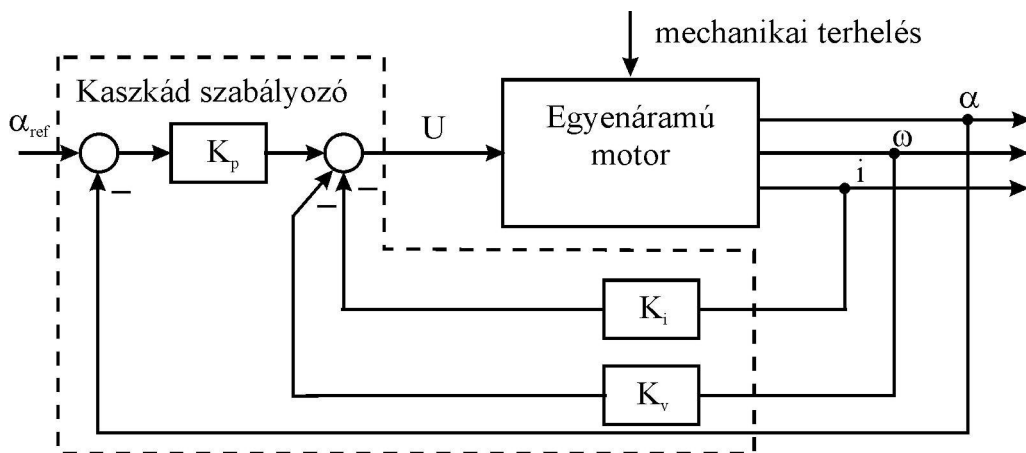 mechanikai terhelés
Kaszkád szabályozó
α_ref
K_p
U
Egyenáramú
motor
α
ω
i
K_i
K_v